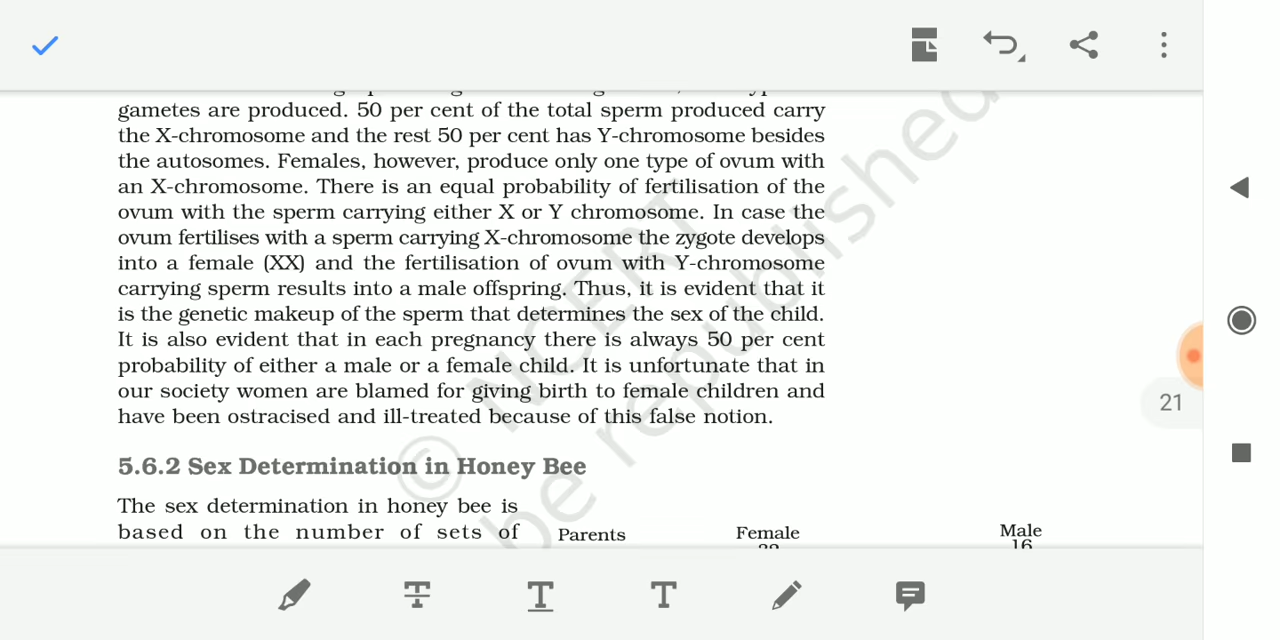 gametes are produced. 50 per cent of the total sperm produced carry
the X-chromosome and the rest 50 per cent has Y-chromosome besides
the autosomes. Females, however, produce only one type of ovum with
an X-chromosome. There is an equal probability of fertilisation of the
ovum with the sperm carrying either X or Y chromosome. In case the
ovum fertilises with a sperm carrying X-chromosome the zygote develops
into a female (XX) and the fertilisation of ovum with Y-chromosome
carrying sperm results into a male offspring. Thus, it is evident that it
is the genetic makeup of the sperm that determines the sex of the child.
It is also evident that in each pregnancy there is always 50 per cent
probability of either a male or a female child. It is unfortunate that in
our society women are blamed for giving birth to female children and
have been ostracised and ill-treated because of this false notion.
© NCERT
be republished
21
5.6.2 Sex Determination in Honey Bee
The sex determination in honey bee is
based on the number of sets of
Parents Female Male
16